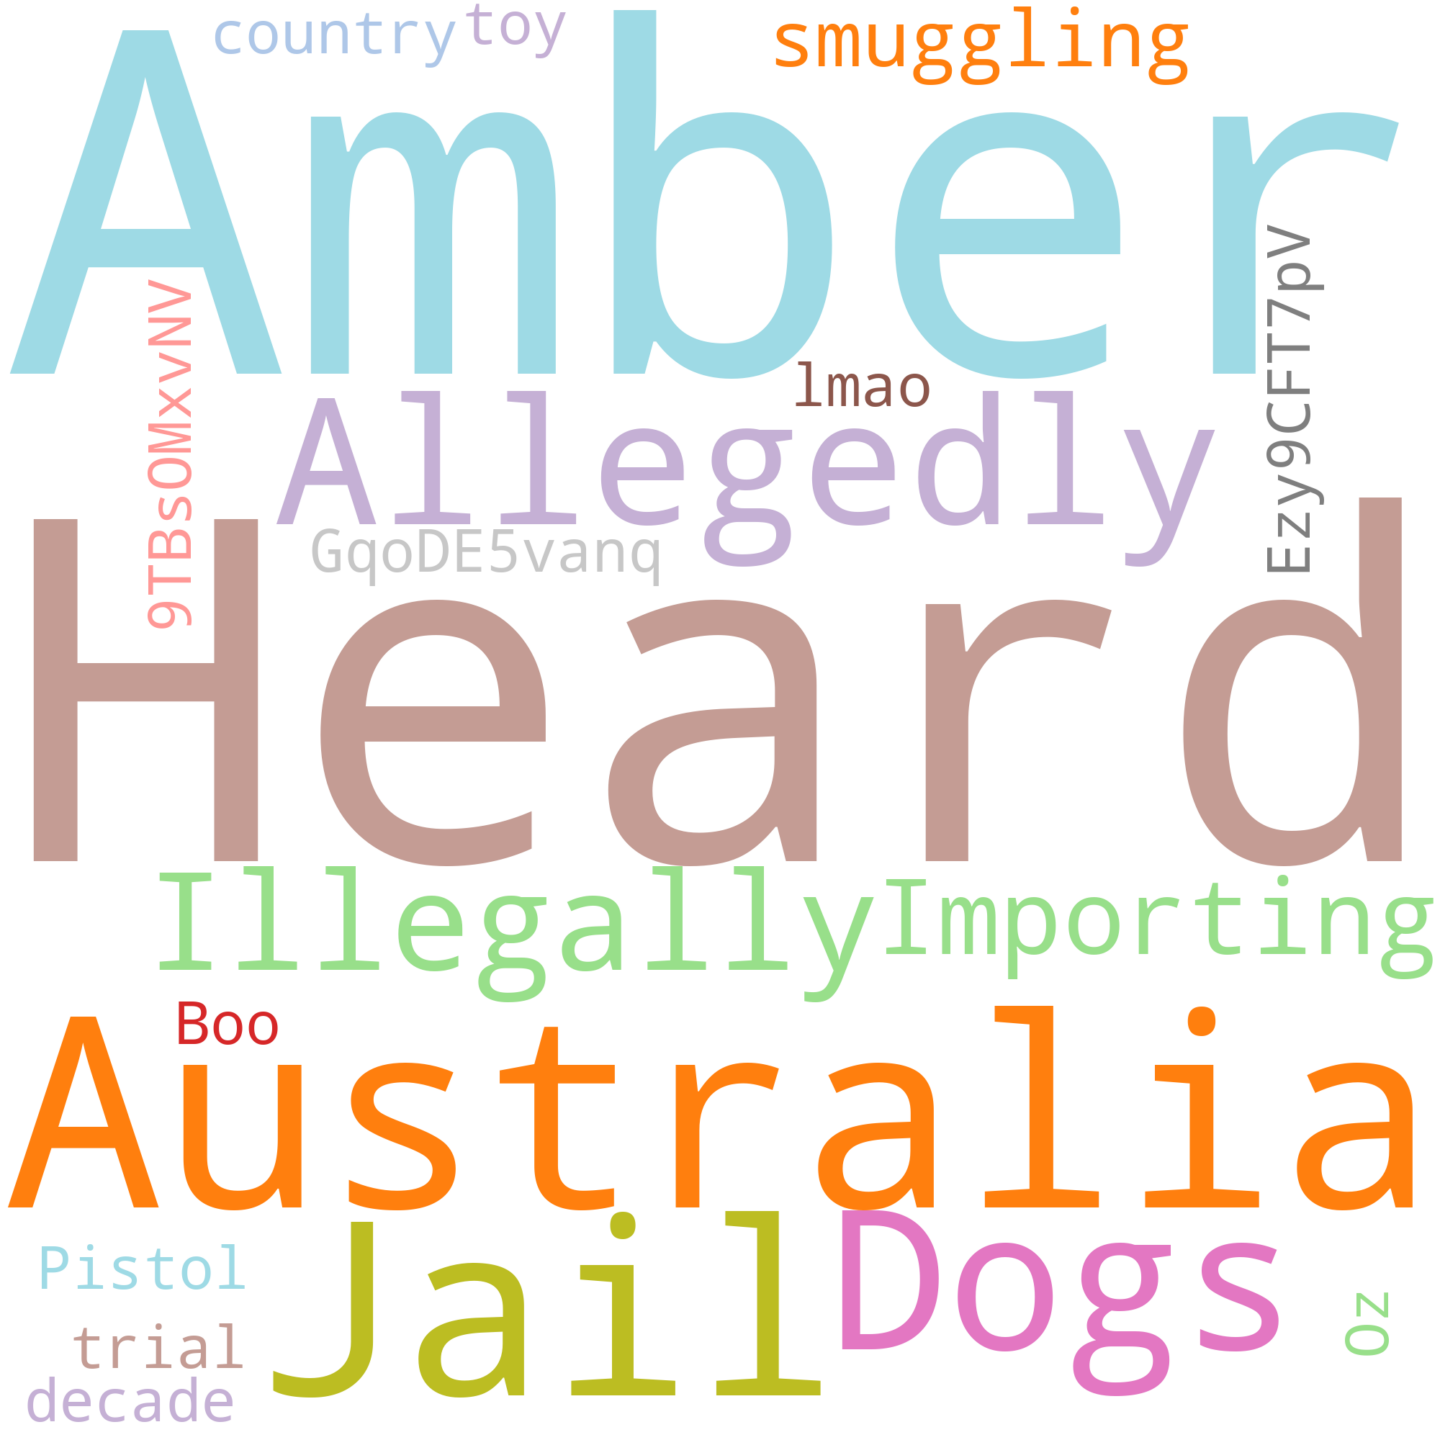 country toy smuggling
Amber
9TBsOMxvNV
Ezy9CFT7pV
lmao
Allegedly
GqoDE5vanq
Heard
Illegally Importing
Boo
Australia
Pistol
Jail Dogs
Oz
trial
decade